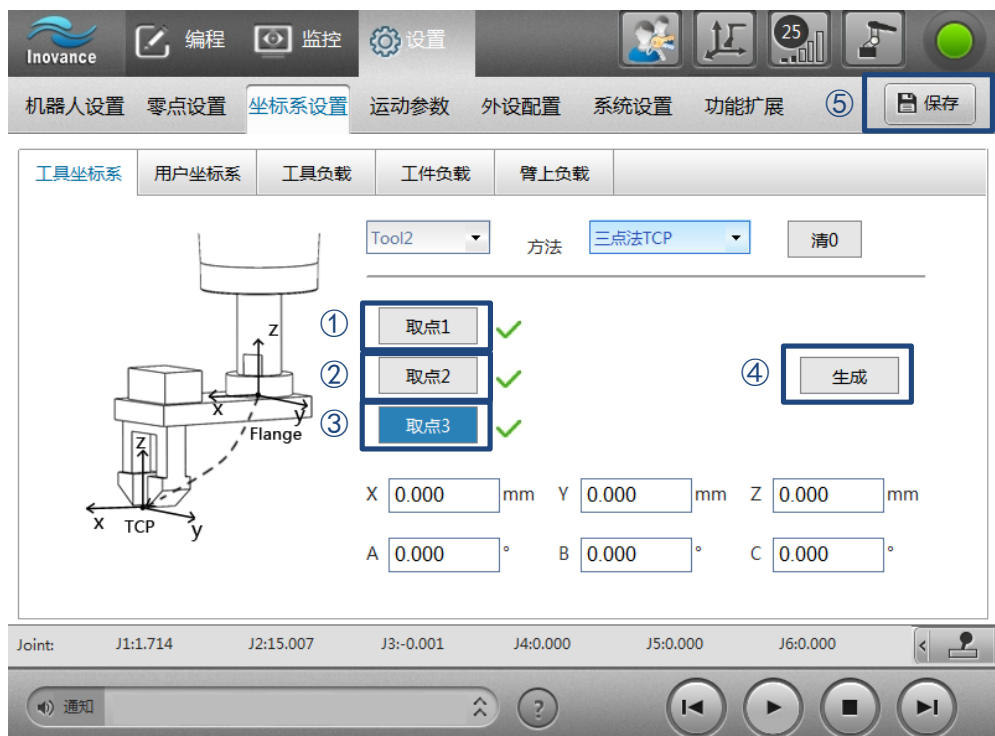 Inovance 编程 监控 设置 25
机器人设置 零点设置 坐标系设置 运动参数 外设配置 系统设置 功能扩展 ⑤ 保存
工具坐标系 用户坐标系 工具负载 工件负载 臂上负载
Tool2 方法 三点法TCP 清0
① 取点1
② 取点2 ④ 生成
③ 取点3
z
x y
Flange
z
x TCP y
X 0.000 mm Y 0.000 mm Z 0.000 mm
A 0.000 ° B 0.000 ° C 0.000 °
Joint: J1:1.714 J2:15.007 J3:-0.001 J4:0.000 J5:0.000 J6:0.000 <
通知 ?